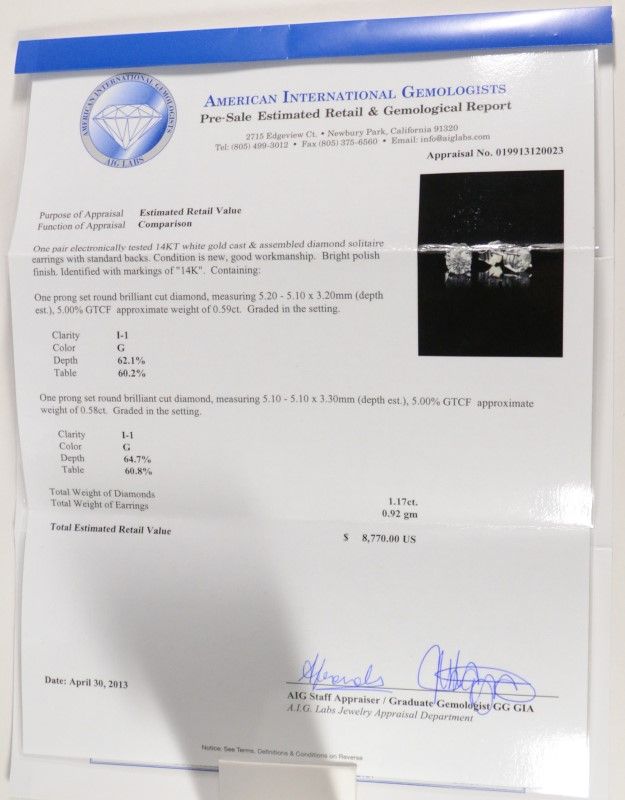 AMERICAN INTERNATIONAL GEMOLOGISTS
AIG LABS
AMERICAN INTERNATIONAL GEMOLOGISTS
Pre-Sale Estimated Retail & Gemological Report
2715 Edgeview Ct. • Newbury Park, California 91320
Tel: (805) 499-3012 • Fax (805) 375-6560 • Email: info@aiglabs.com
Appraisal No. 019913120023
Purpose of Appraisal Estimated Retail Value
Function of Appraisal Comparison
One pair electronically tested 14KT white gold cast & assembled diamond solitaire
earrings with standard backs. Condition is new, good workmanship. Bright polish
finish. Identified with markings of "14K". Containing:
One prong set round brilliant cut diamond, measuring 5.20 - 5.10 x 3.20mm (depth
est.), 5.00% GTCF approximate weight of 0.59ct. Graded in the setting.
Clarity I-1
Color G
Depth 62.1%
Table 60.2%
One prong set round brilliant cut diamond, measuring 5.10 - 5.10 x 3.30mm (depth est.), 5.00% GTCF approximate
weight of 0.58ct. Graded in the setting.
Clarity I-1
Color G
Depth 64.7%
Table 60.8%
Total Weight of Diamonds 1.17ct.
Total Weight of Earrings 0.92 gm
Total Estimated Retail Value $ 8,770.00 US
Date: April 30, 2013
AIG Staff Appraiser / Graduate Gemologist GG GIA
A.I.G. Labs Jewelry Appraisal Department
Notice: See Terms, Definitions & Conditions on Reverse